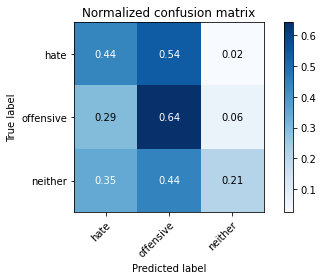 Normalized confusion matrix
hate 0.44 0.54 0.02
offensive 0.29 0.64 0.06
neither 0.35 0.44 0.21
hate offensive neither
True label
Predicted label
0.6
0.5
0.4
0.3
0.2
0.1